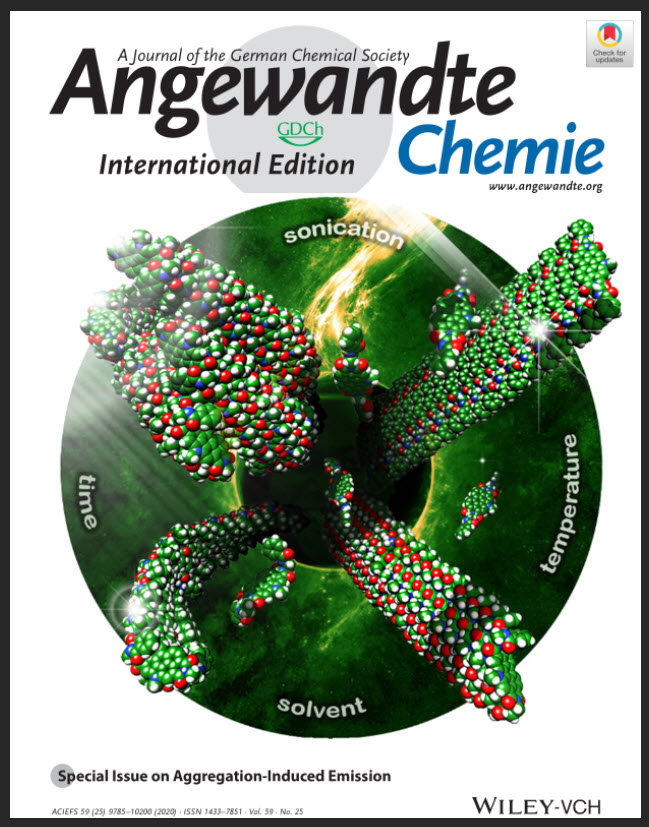 A Journal of the German Chemical Society
Check for
updates
Angewandte
GDCh
International Edition
Chemie
www.angewandte.org
sonication
time
temperature
solvent
Special Issue on Aggregation-Induced Emission
ACIEFS 59 (25) 9785–10200 (2020) · ISSN 1433–7851 · Vol. 59 · No. 25
WILEY-VCH